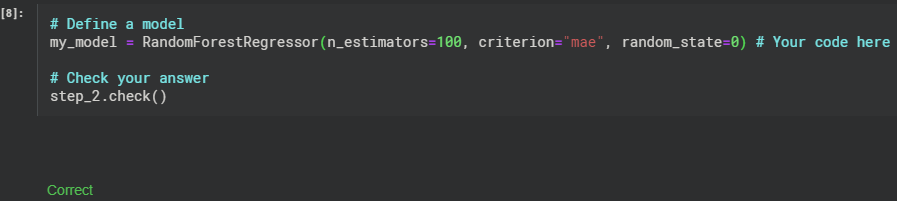 [8]:
# Define a model
my_model = RandomForestRegressor(n_estimators=100, criterion="mae", random_state=0) # Your code here
# Check your answer
step_2.check()
Correct